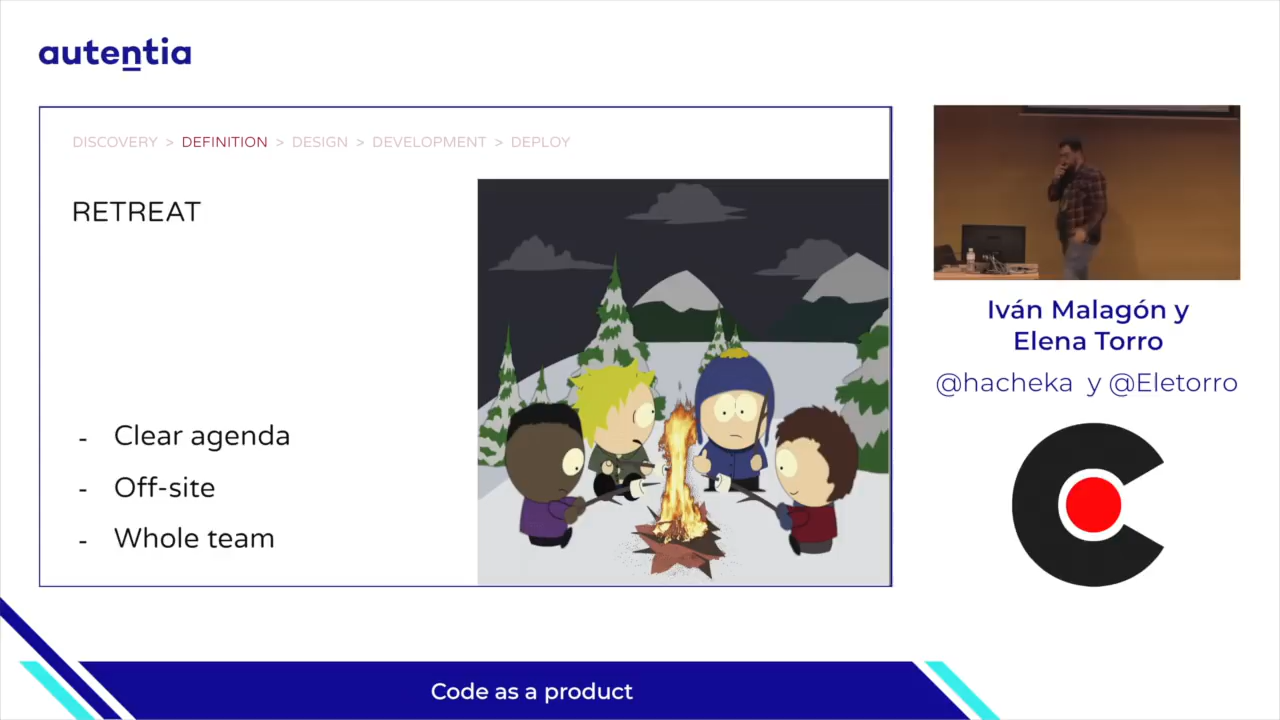 autentia
DISCOVERY > DEFINITION > DESIGN > DEVELOPMENT > DEPLOY
RETREAT
- Clear agenda
- Off-site
- Whole team
Iván Malagón y
Elena Torro
@hacheka y @Eletorro
Code as a product